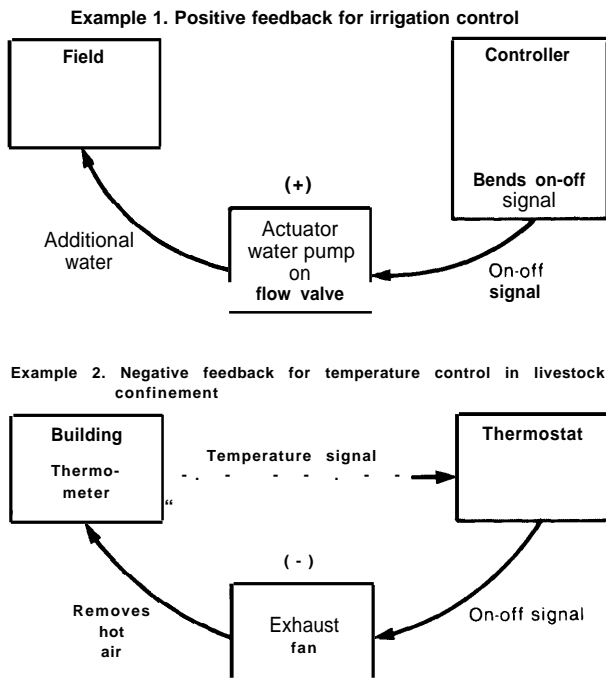 Example 1. Positive feedback for irrigation control
Field
Controller
Bends on-off
signal
(+)
Additional
water
Actuator
water pump
on
flow valve
On-off
signal
Example 2. Negative feedback for temperature control in livestock
confinement
Building
Thermo-
meter
“
Temperature signal
Thermostat
(-)
Removes
hot
air
Exhaust
fan
On-off signal